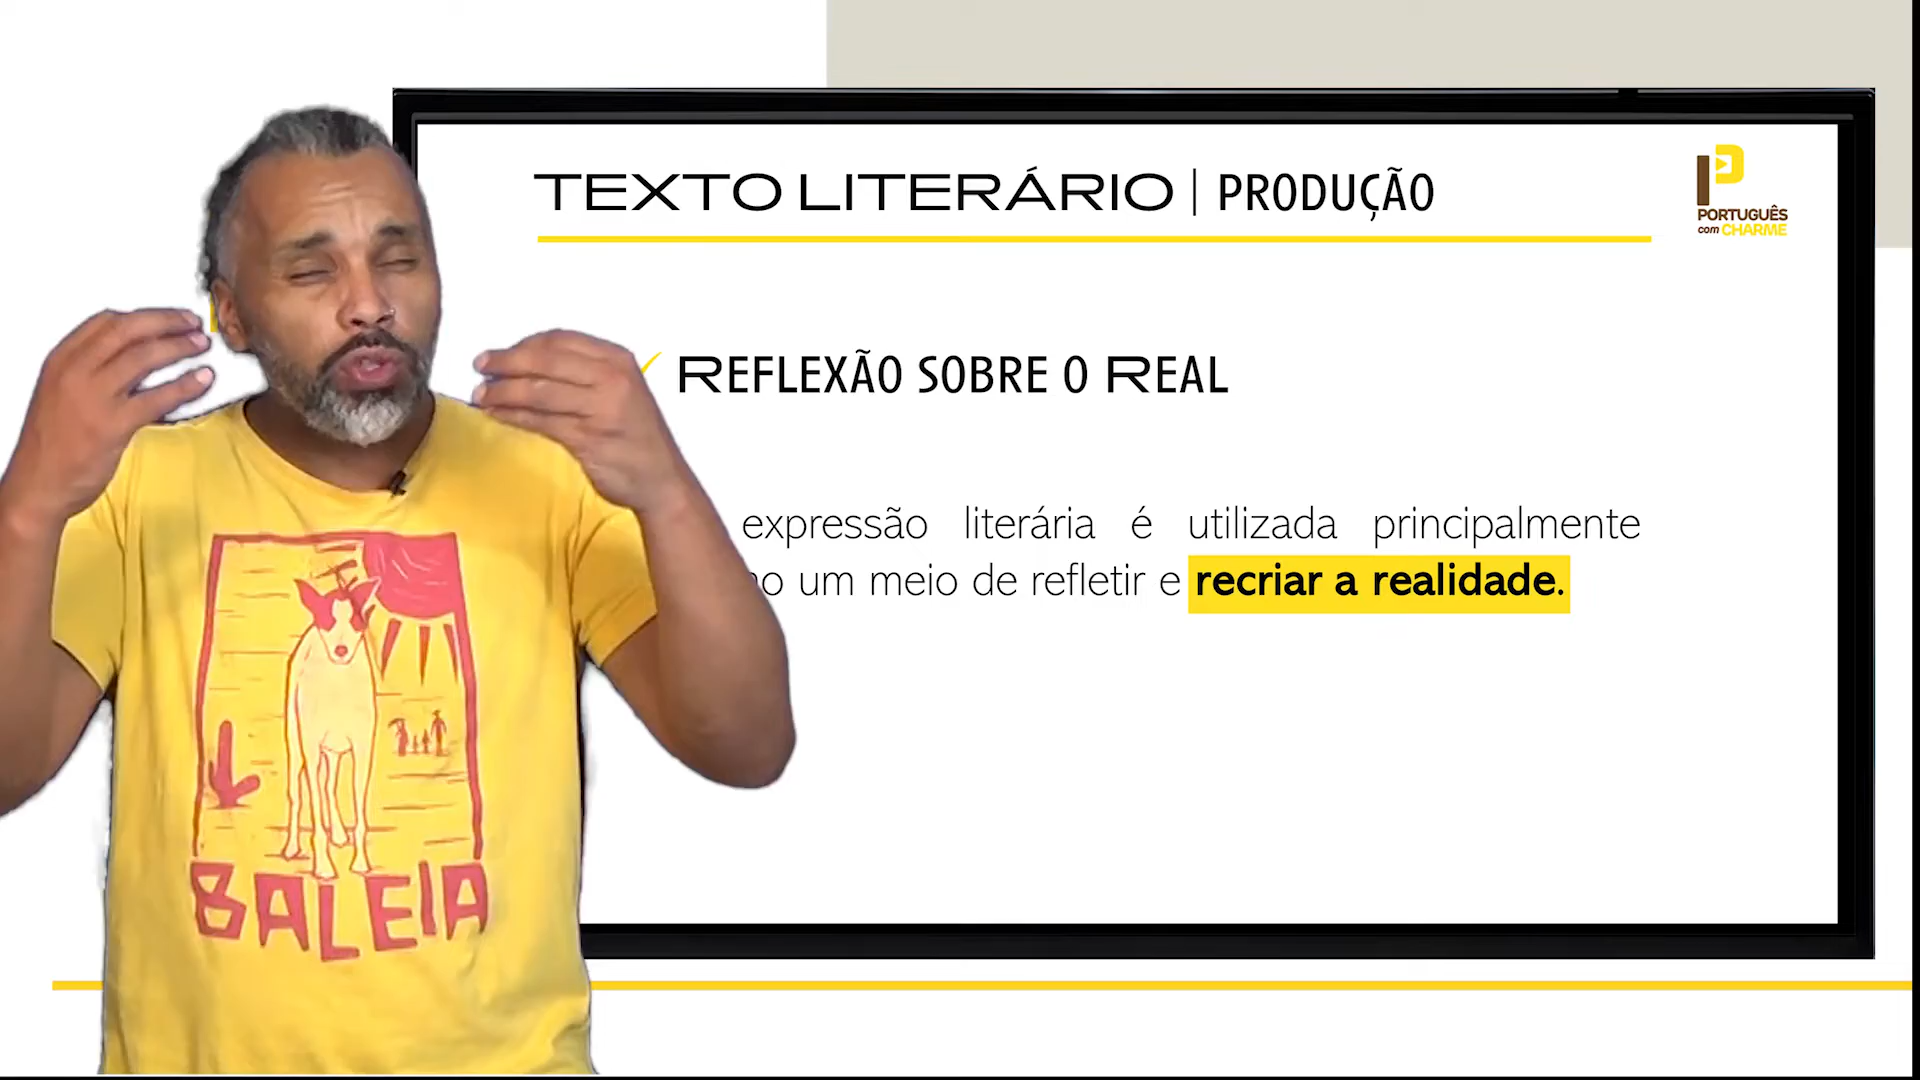 TEXTO LITERÁRIO | PRODUÇÃO
PORTUGUÊS
com CHARME
REFLEXÃO SOBRE O REAL
expressão literária é utilizada principalmente
um meio de refletir e recriar a realidade.
BALEIA